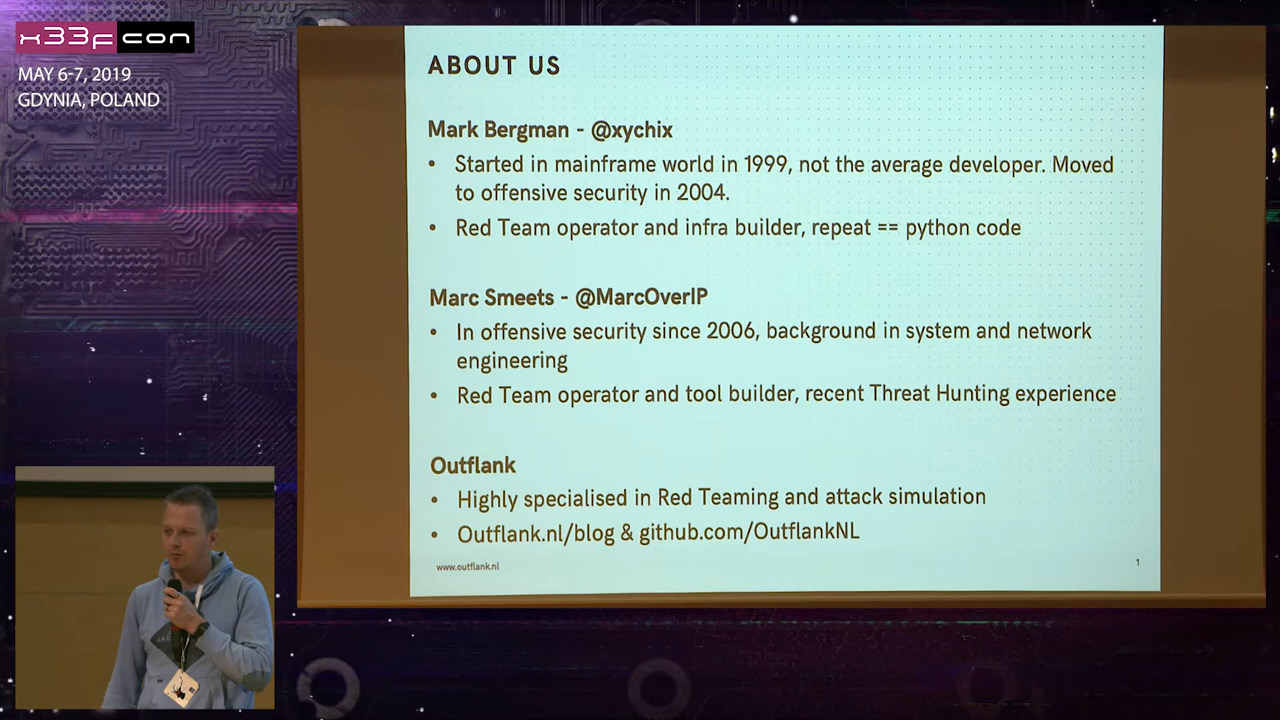 x33fcon
MAY 6-7, 2019
GDYNIA, POLAND
ABOUT US
Mark Bergman - @xychix
• Started in mainframe world in 1999, not the average developer. Moved
to offensive security in 2004.
• Red Team operator and infra builder, repeat == python code
Marc Smeets - @MarcOverIP
• In offensive security since 2006, background in system and network
engineering
• Red Team operator and tool builder, recent Threat Hunting experience
Outflank
• Highly specialised in Red Teaming and attack simulation
• Outflank.nl/blog & github.com/OutflankNL
www.outflank.nl
1